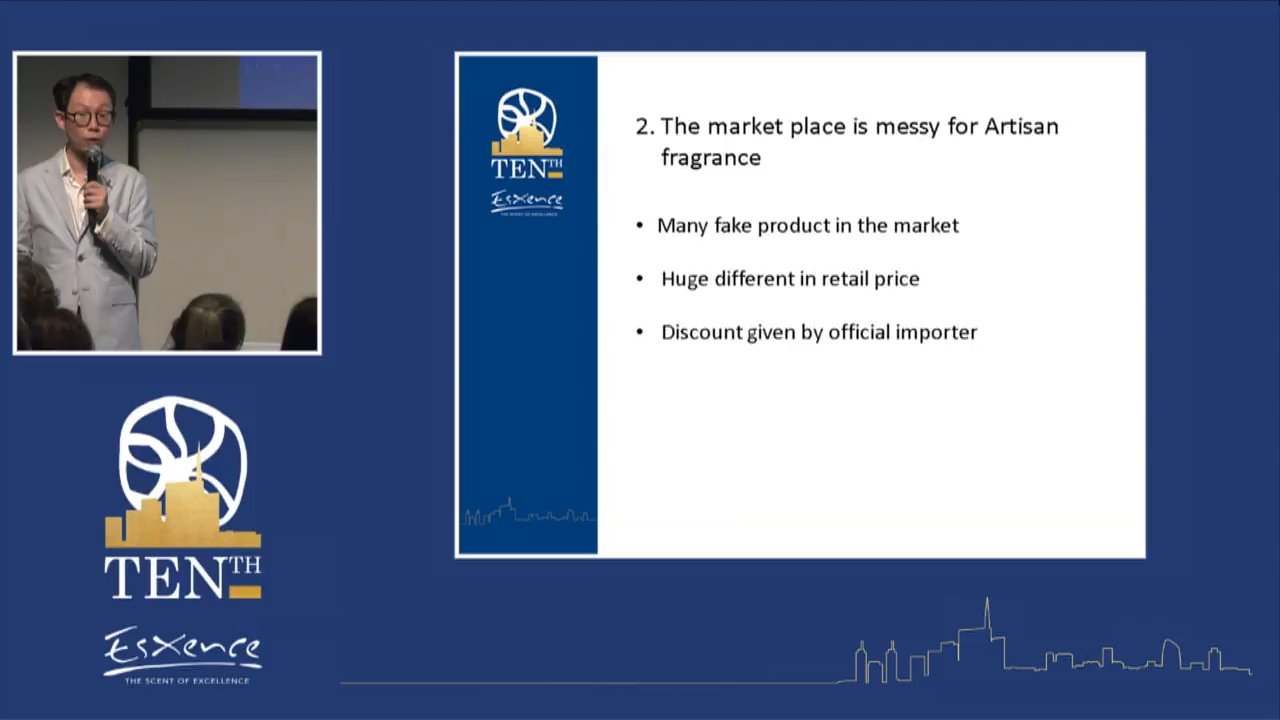 TENTH
Esxence
THE SCENT OF EXCELLENCE
2. The market place is messy for Artisan
fragrance
• Many fake product in the market
• Huge different in retail price
• Discount given by official importer
TENTH
Esxence
THE SCENT OF EXCELLENCE